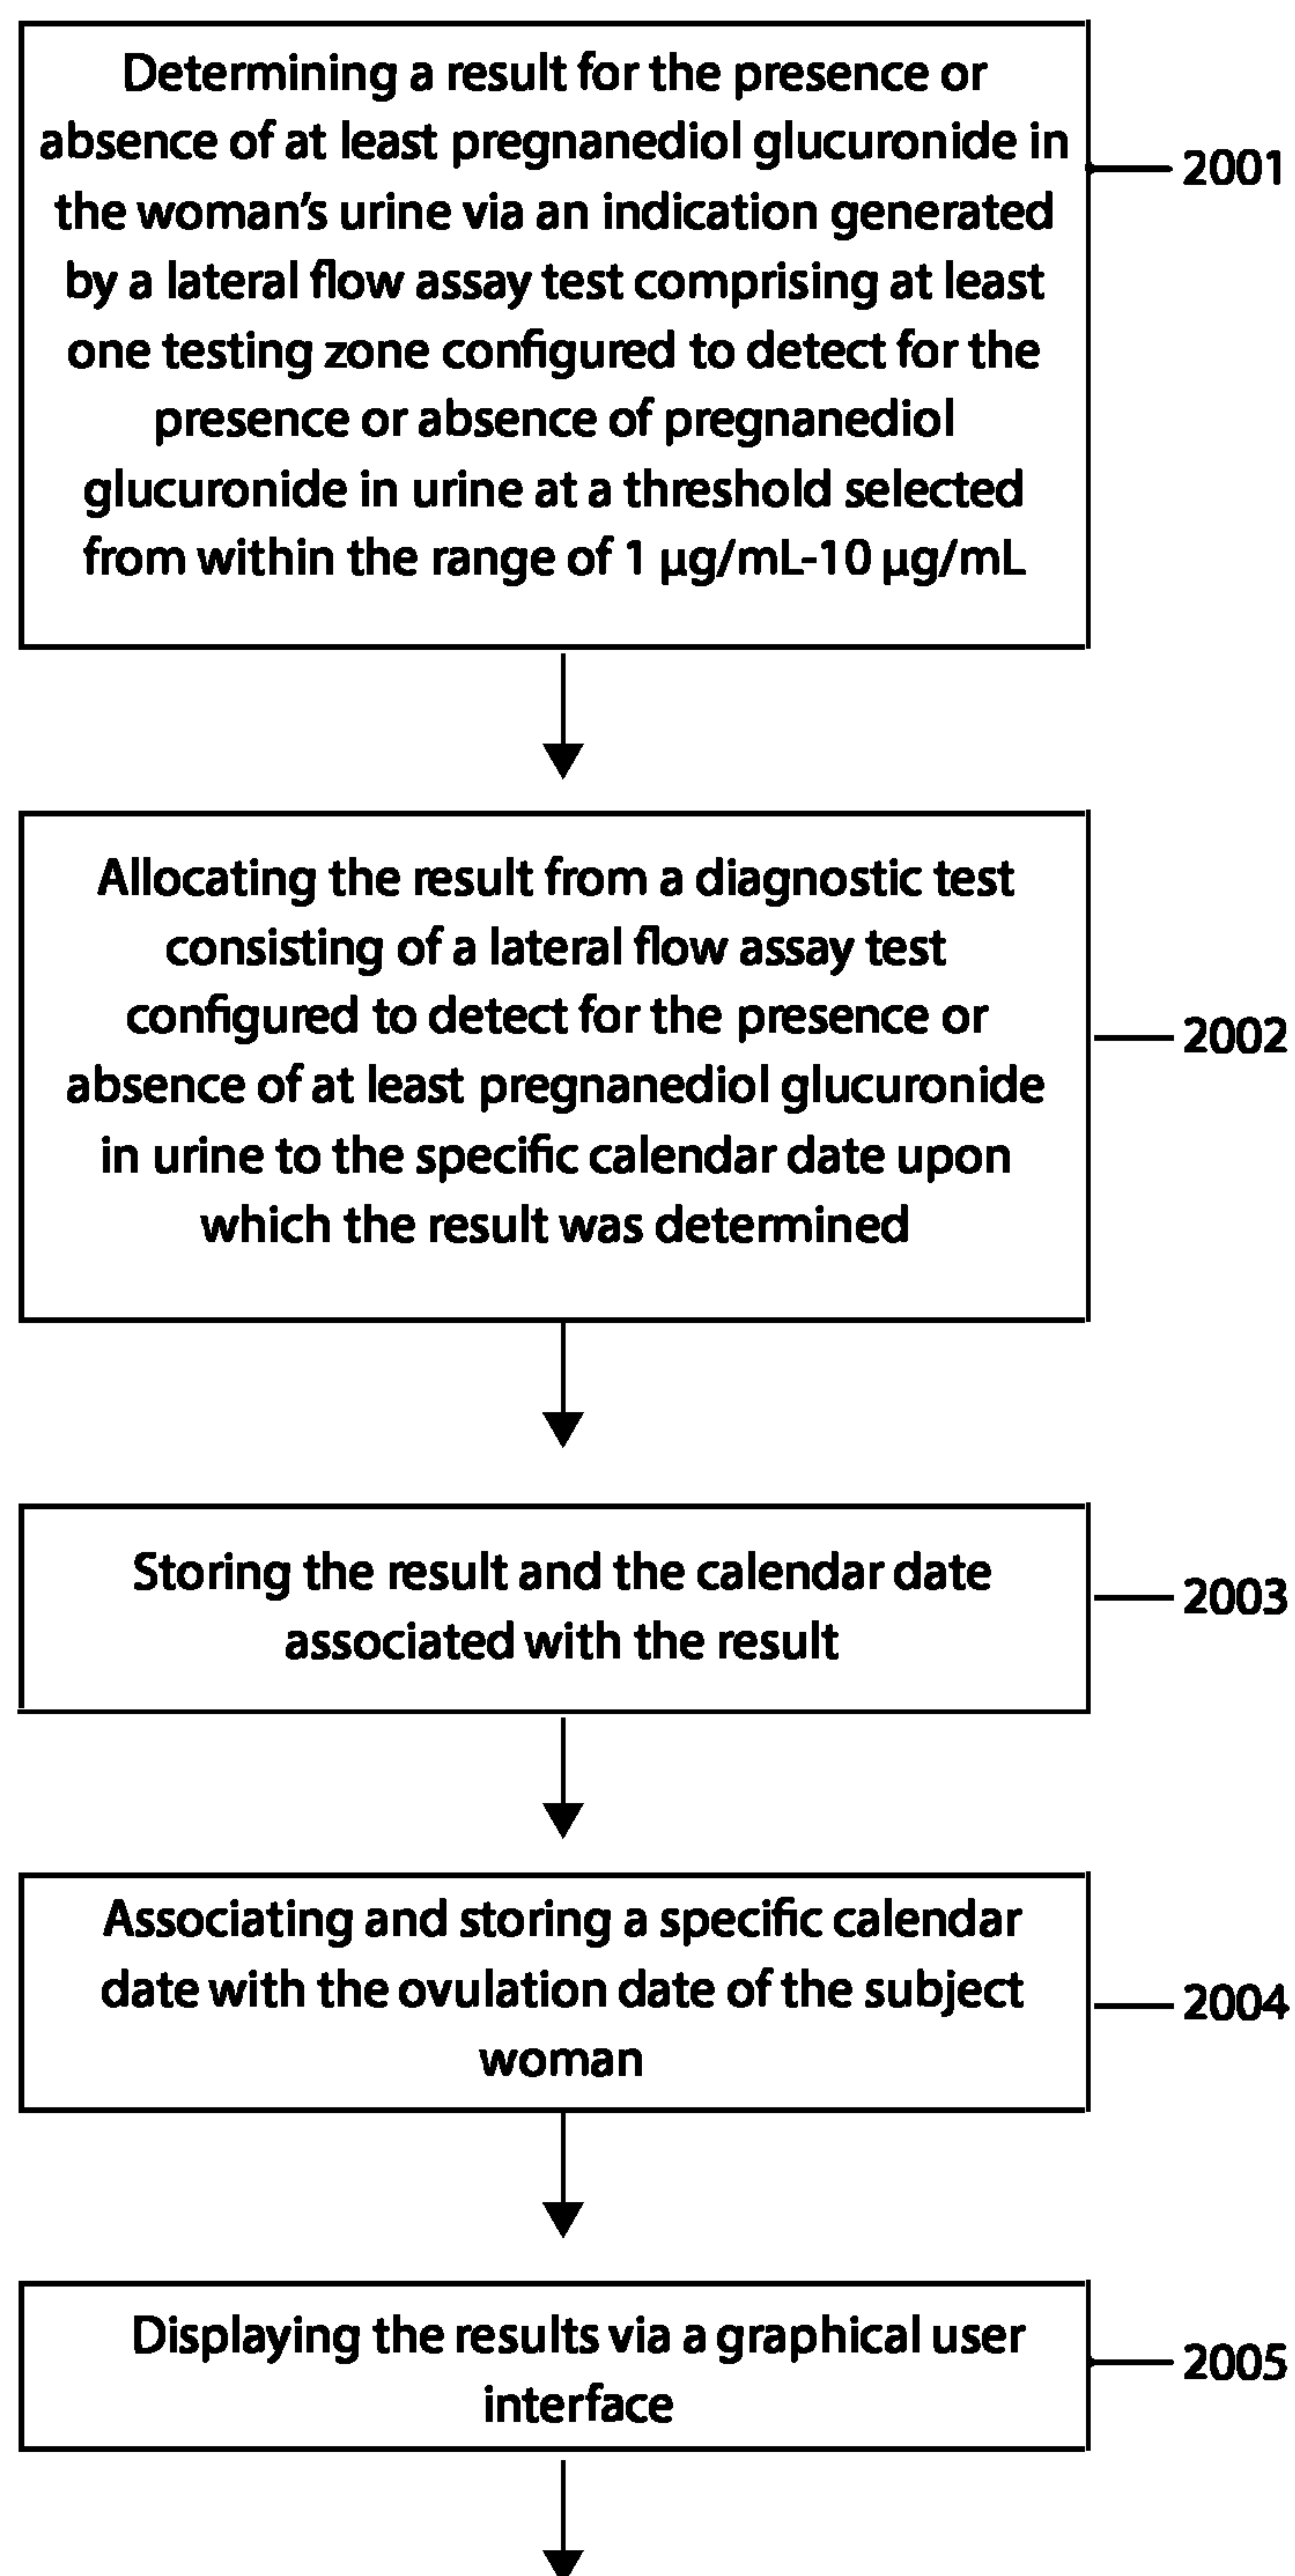 Determining a result for the presence or
absence of at least pregnanediol glucuronide in
the woman’s urine via an indication generated
by a lateral flow assay test comprising at least
one testing zone configured to detect for the
presence or absence of pregnanediol
glucuronide in urine at a threshold selected
from within the range of 1 µg/mL-10 µg/mL
2001
Allocating the result from a diagnostic test
consisting of a lateral flow assay test
configured to detect for the presence or
absence of at least pregnanediol glucuronide
in urine to the specific calendar date upon
which the result was determined
2002
Storing the result and the calendar date
associated with the result
2003
Associating and storing a specific calendar
date with the ovulation date of the subject
woman
2004
Displaying the results via a graphical user
interface
2005